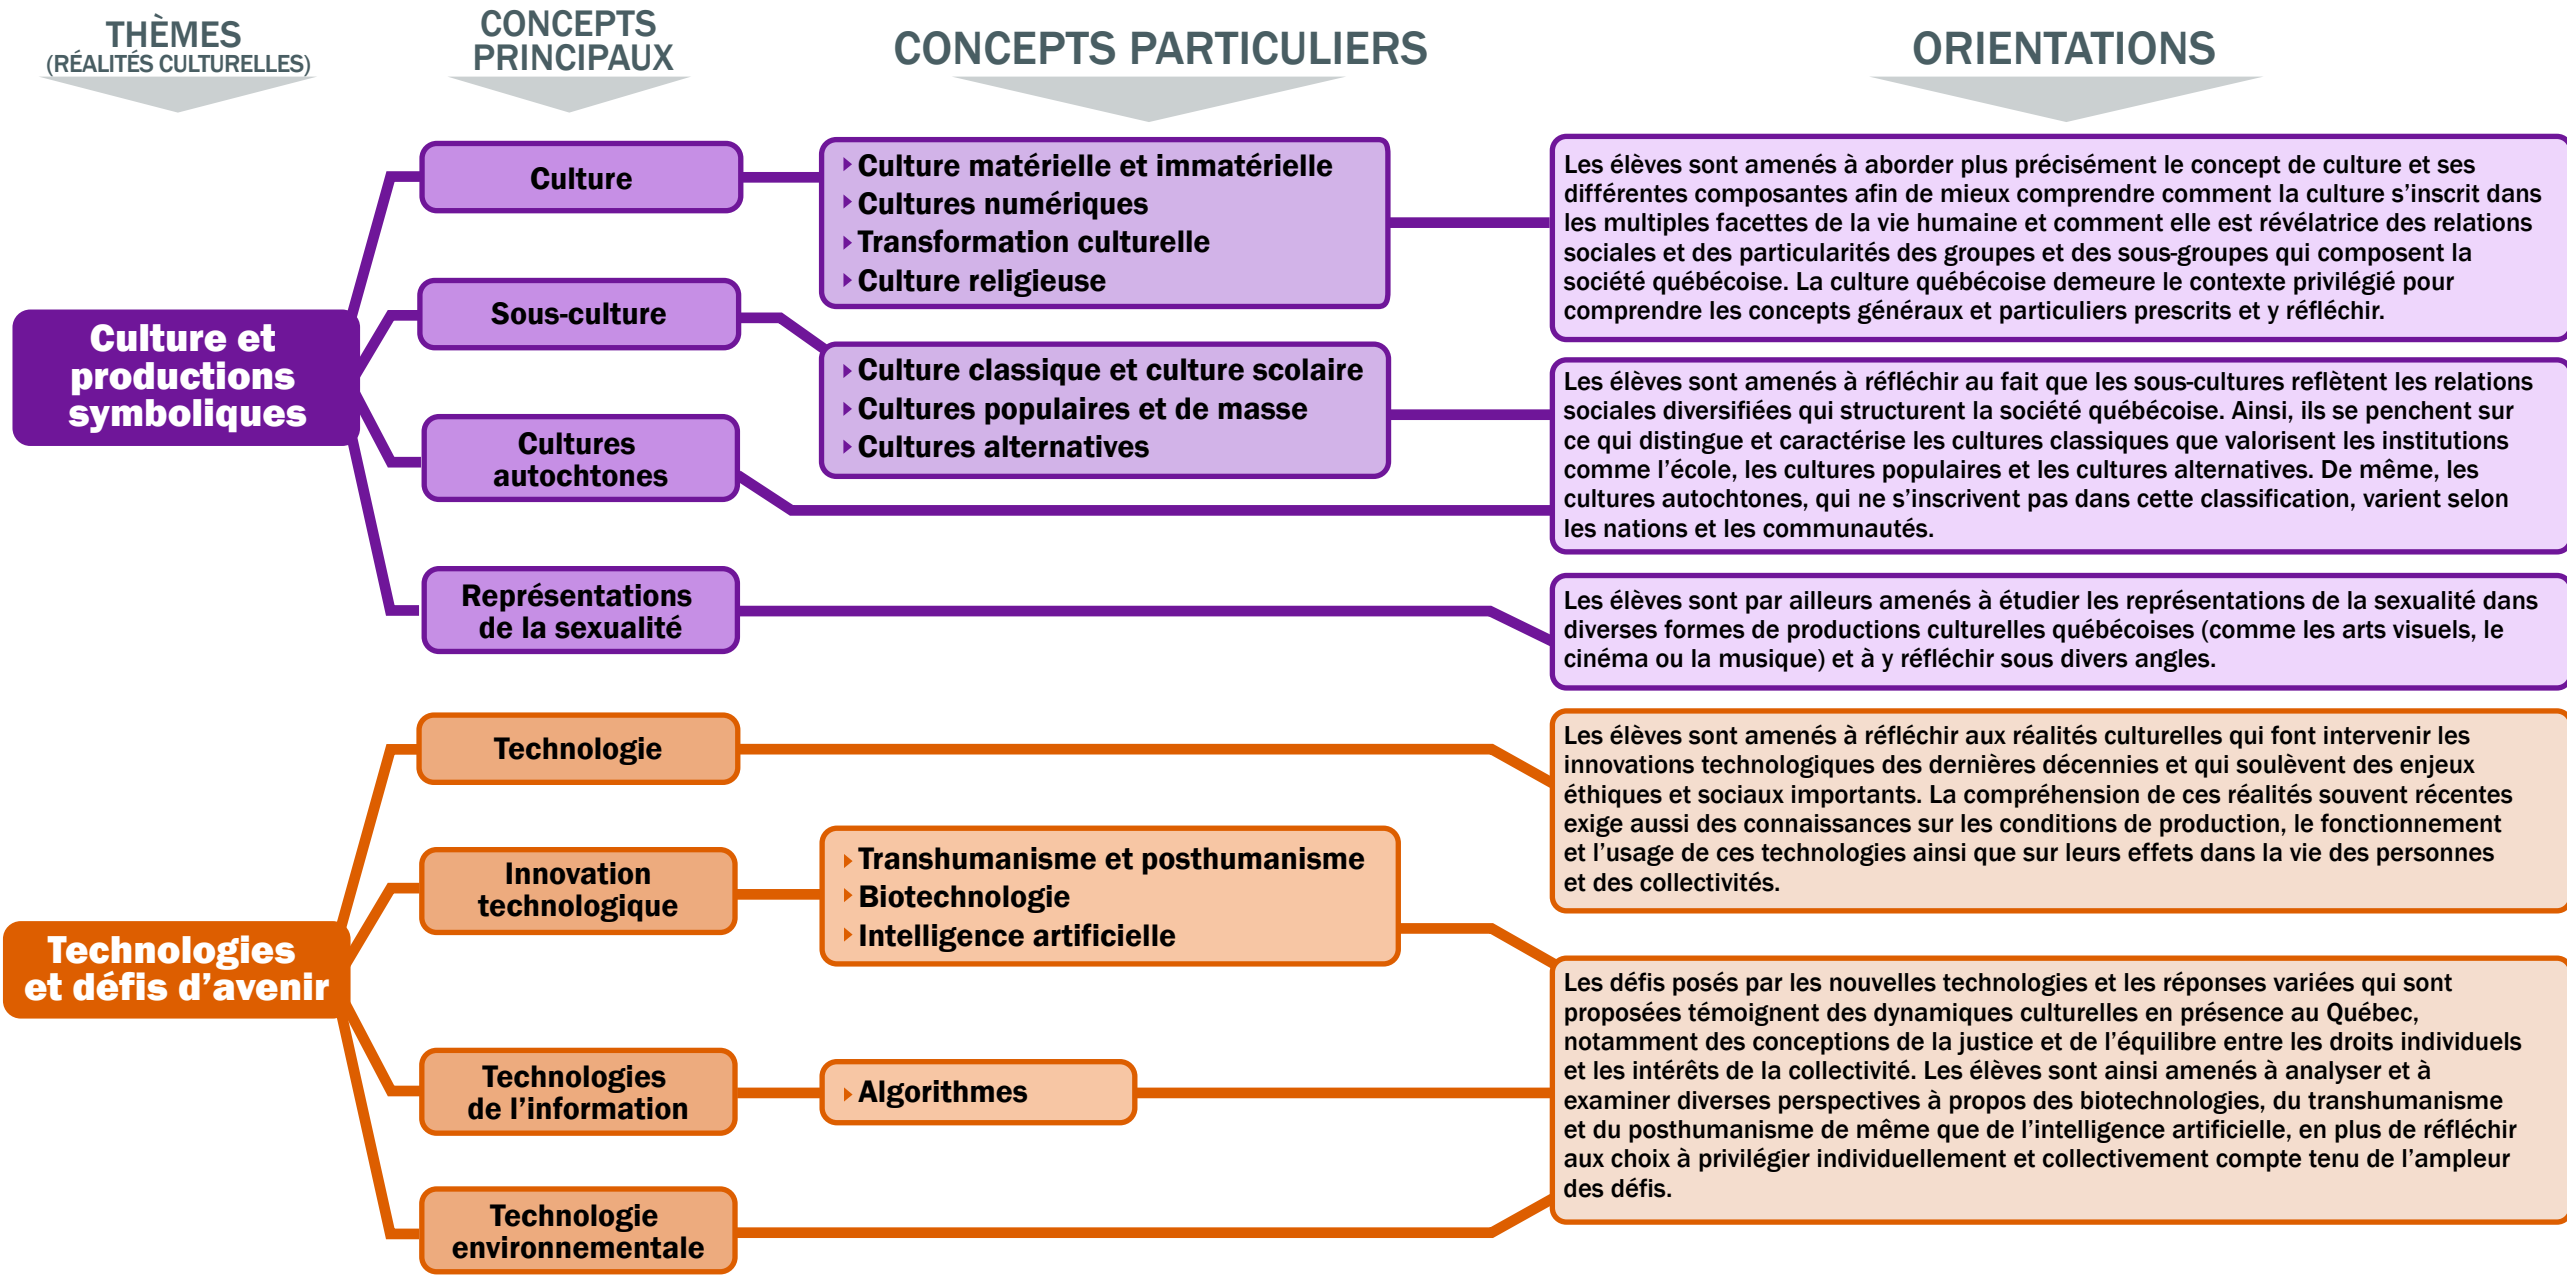 THÈMES
(RÉALITÉS CULTURELLES)
CONCEPTS
PRINCIPAUX
CONCEPTS PARTICULIERS
ORIENTATIONS
Culture et
productions
symboliques
Culture
Culture matérielle et immatérielle
Cultures numériques
Transformation culturelle
Culture religieuse
Les élèves sont amenés à aborder plus précisément le concept de culture et ses
différentes composantes afin de mieux comprendre comment la culture s’inscrit dans
les multiples facettes de la vie humaine et comment elle est révélatrice des relations
sociales et des particularités des groupes et des sous-groupes qui composent la
société québécoise. La culture québécoise demeure le contexte privilégié pour
comprendre les concepts généraux et particuliers prescrits et y réfléchir.
Sous-culture
Culture classique et culture scolaire
Cultures populaires et de masse
Cultures alternatives
Cultures
autochtones
Les élèves sont amenés à réfléchir au fait que les sous-cultures reflètent les relations
sociales diversifiées qui structurent la société québécoise. Ainsi, ils se penchent sur
ce qui distingue et caractérise les cultures classiques que valorisent les institutions
comme l’école, les cultures populaires et les cultures alternatives. De même, les
cultures autochtones, qui ne s’inscrivent pas dans cette classification, varient selon
les nations et les communautés.
Représentations
de la sexualité
Les élèves sont par ailleurs amenés à étudier les représentations de la sexualité dans
diverses formes de productions culturelles québécoises (comme les arts visuels, le
cinéma ou la musique) et à y réfléchir sous divers angles.
Technologies
et défis d’avenir
Technologie
Les élèves sont amenés à réfléchir aux réalités culturelles qui font intervenir les
innovations technologiques des dernières décennies et qui soulèvent des enjeux
éthiques et sociaux importants. La compréhension de ces réalités souvent récentes
exige aussi des connaissances sur les conditions de production, le fonctionnement
et l’usage de ces technologies ainsi que sur leurs effets dans la vie des personnes
et des collectivités.
Innovation
technologique
Transhumanisme et posthumanisme
Biotechnologie
Intelligence artificielle
Technologies
de l’information
Algorithmes
Technologie
environnementale
Les défis posés par les nouvelles technologies et les réponses variées qui sont
proposées témoignent des dynamiques culturelles en présence au Québec,
notamment des conceptions de la justice et de l’équilibre entre les droits individuels
et les intérêts de la collectivité. Les élèves sont ainsi amenés à analyser et à
examiner diverses perspectives à propos des biotechnologies, du transhumanisme
et du posthumanisme de même que de l’intelligence artificielle, en plus de réfléchir
aux choix à privilégier individuellement et collectivement compte tenu de l’ampleur
des défis.